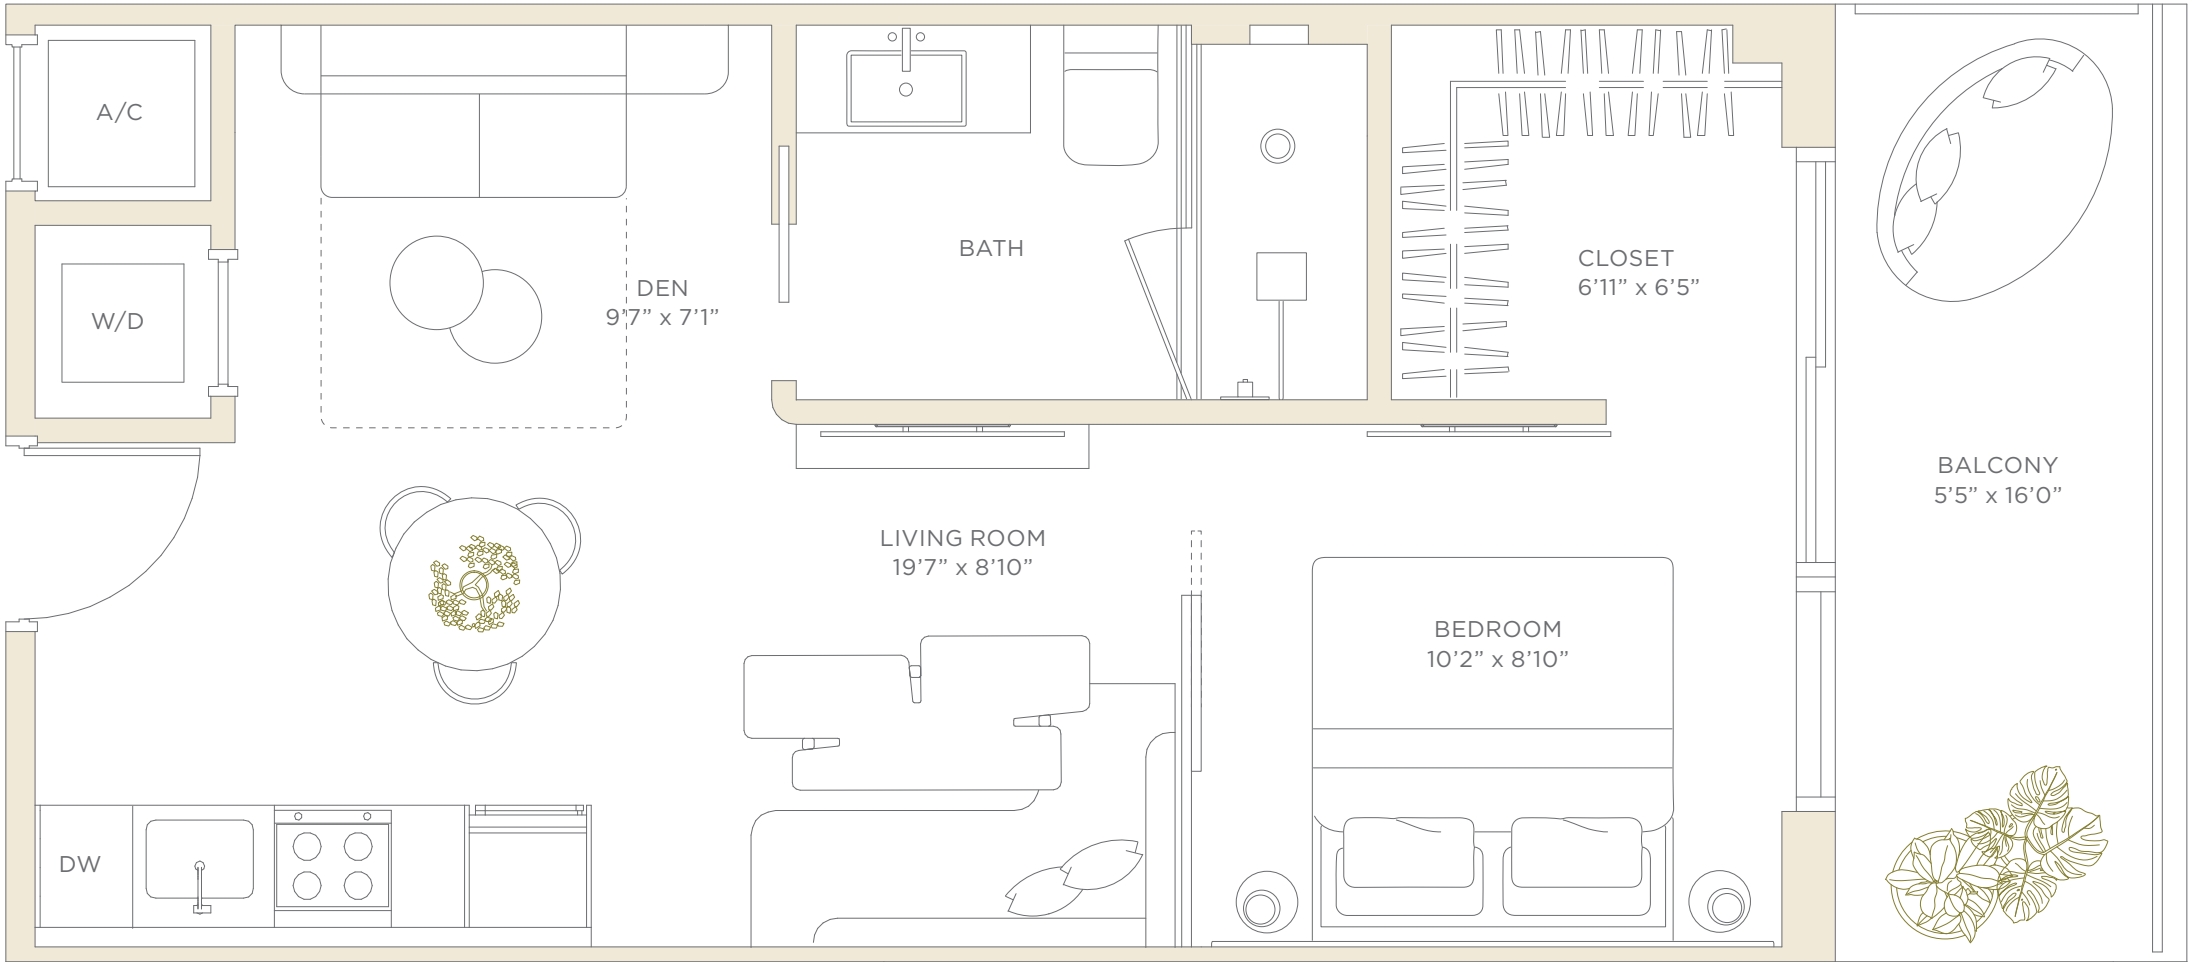 A/C
W/D
DEN
9’7” x 7’1”
BATH
CLOSET
6’11” x 6’5”
BALCONY
5’5” x 16’0”
LIVING ROOM
19’7” x 8’10”
BEDROOM
10’2” x 8’10”
DW